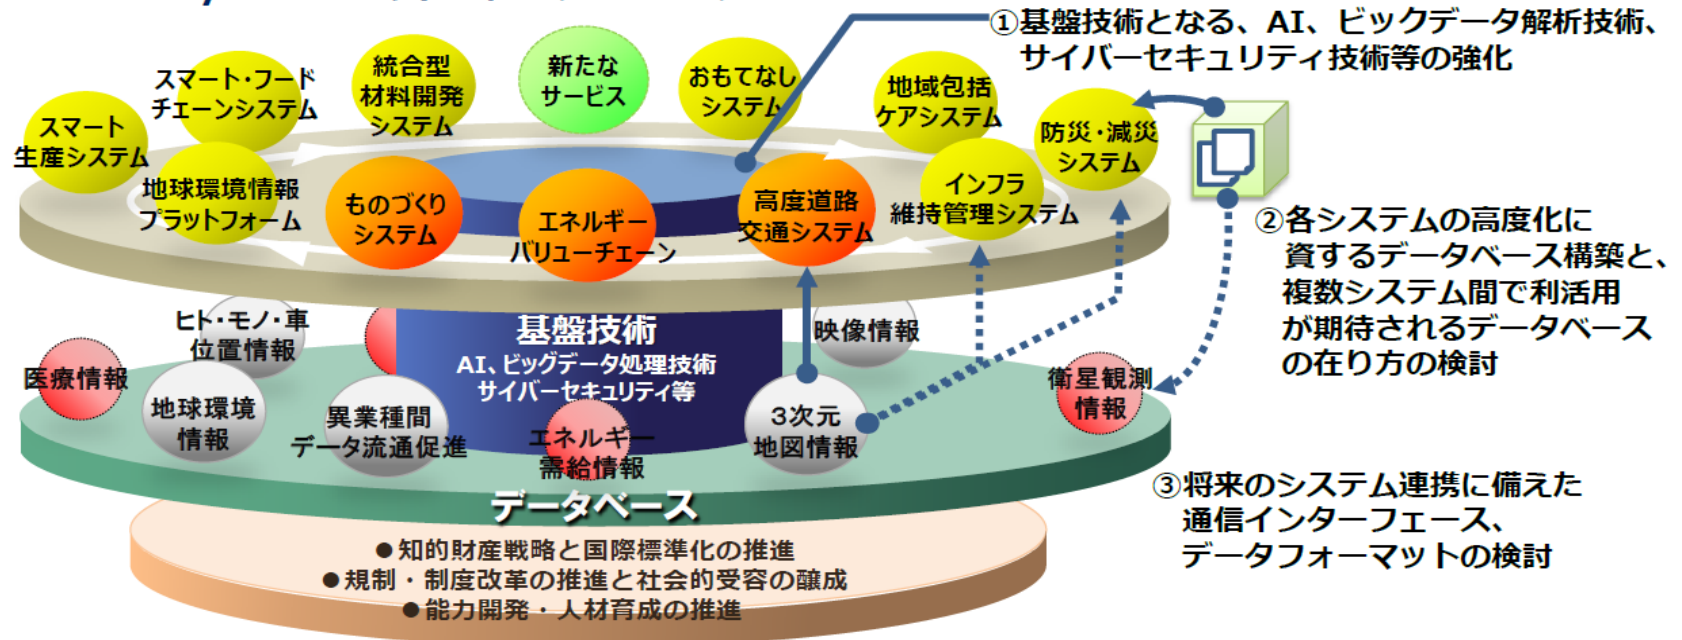 ①基盤技術となる、AI、ビックデータ解析技術、
サイバーセキュリティ技術等の強化
スマート・フード
チェーンシステム
統合型
材料開発
システム
新たな
サービス
おもてなし
システム
地域包括
ケアシステム
スマート
生産システム
防災・減災
システム
地球環境情報
プラットフォーム
ものづくり
システム
エネルギー
バリューチェーン
高度道路
交通システム
インフラ
維持管理システム
②各システムの高度化に
資するデータベース構築と、
複数システム間で利活用
が期待されるデータベース
の在り方の検討
ヒト・モノ・車
位置情報
基盤技術
AI、ビッグデータ処理技術
サイバーセキュリティ等
映像情報
医療情報
地球環境
情報
異業種間
データ流通促進
エネルギー
需給情報
3次元
地図情報
衛星観測
情報
データベース
③将来のシステム連携に備えた
通信インターフェース、
データフォーマットの検討
●知的財産戦略と国際標準化の推進
●規制・制度改革の推進と社会的受容の醸成
●能力開発・人材育成の推進